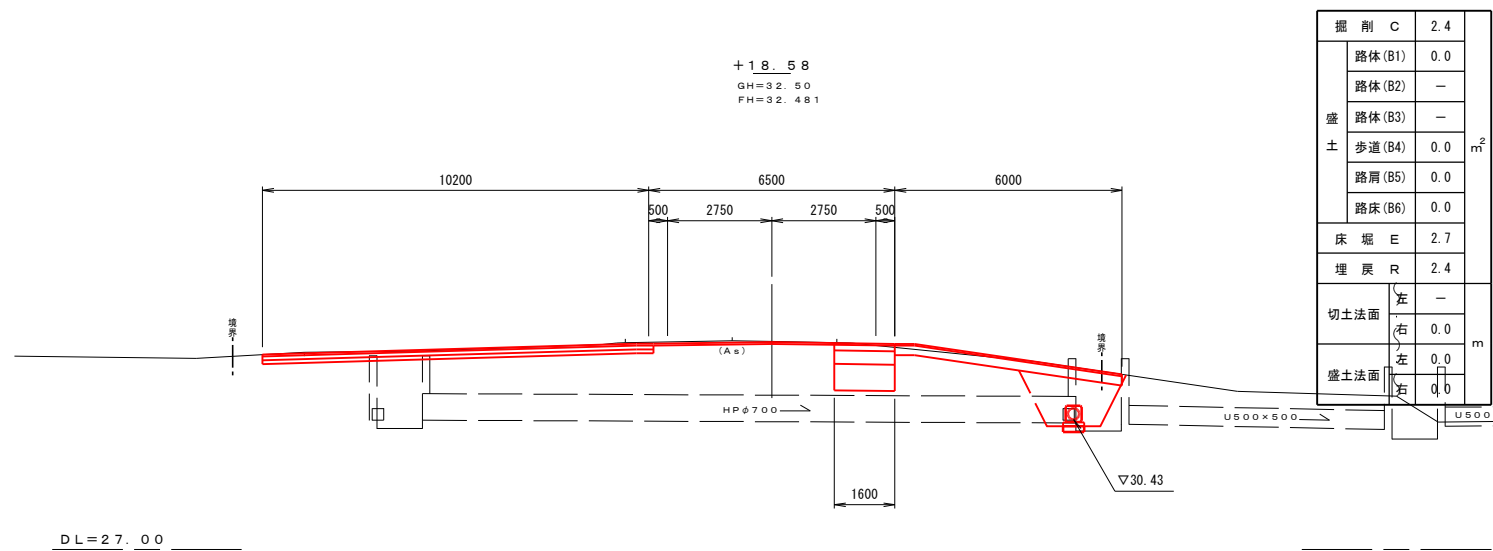 +18.58
GH=32.50
FH=32.481
10200
6500
6000
500
2750
2750
500
境界
境界
(As)
HPφ700
U500×500
U500
▽30.43
1600
DL=27.00
掘 削 C 2.4
盛土
路体(B1) 0.0
路体(B2) －
路体(B3) －
歩道(B4) 0.0
路肩(B5) 0.0
路床(B6) 0.0
m²
床 堀 E 2.7
埋 戻 R 2.4
切土法面 左 －
右 0.0
盛土法面 左 0.0
右 0.0
m